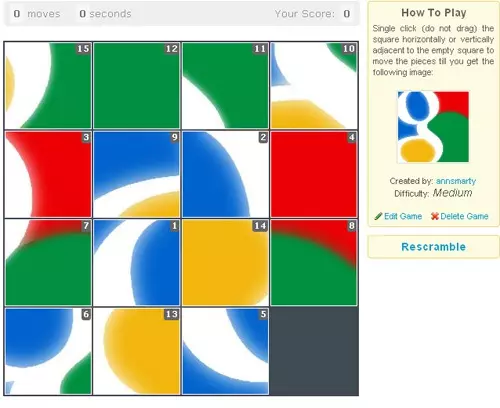 0 moves 0 seconds Your Score: 0
15 12 11 10
3 9 2 4
7 1 14 8
6 13 5
How To Play
Single click (do not drag) the
square horizontally or vertically
adjacent to the empty square to
move the pieces till you get the
following image:
Created by: annsmarty
Difficulty: Medium
Edit Game Delete Game
Rescramble